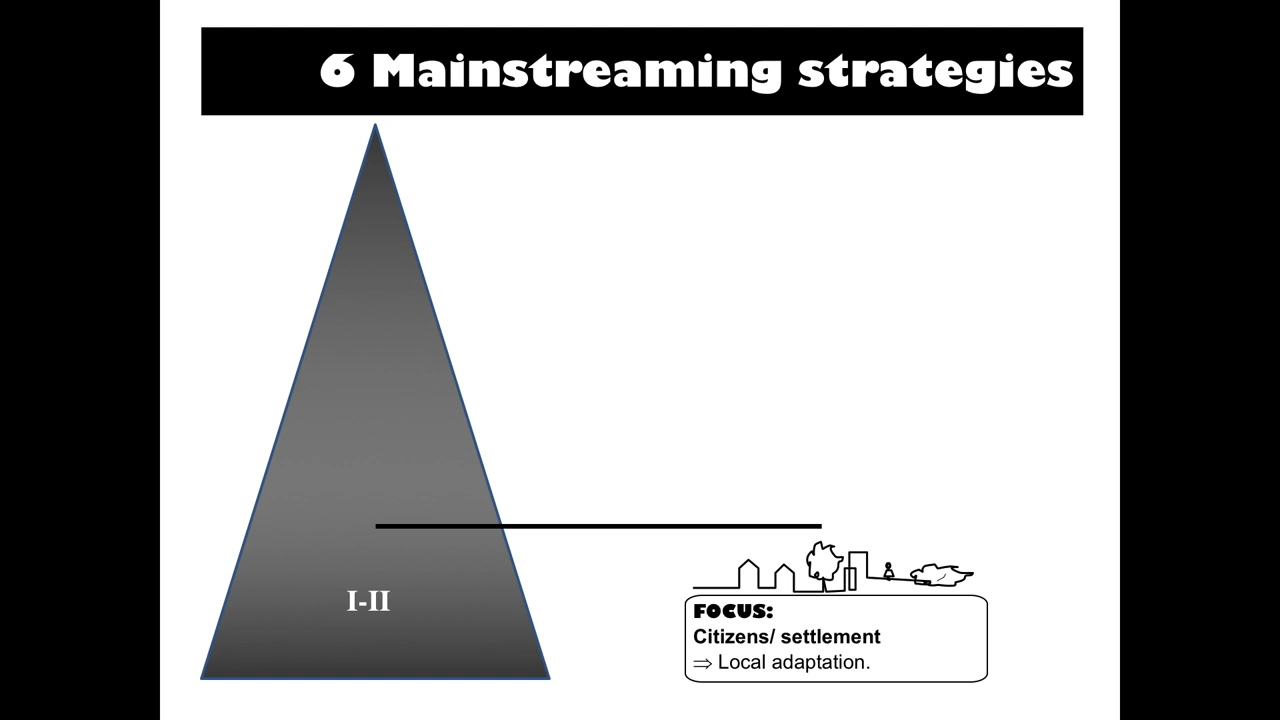 6 Mainstreaming strategies
I-II
FOCUS:
Citizens/ settlement
⇒ Local adaptation.